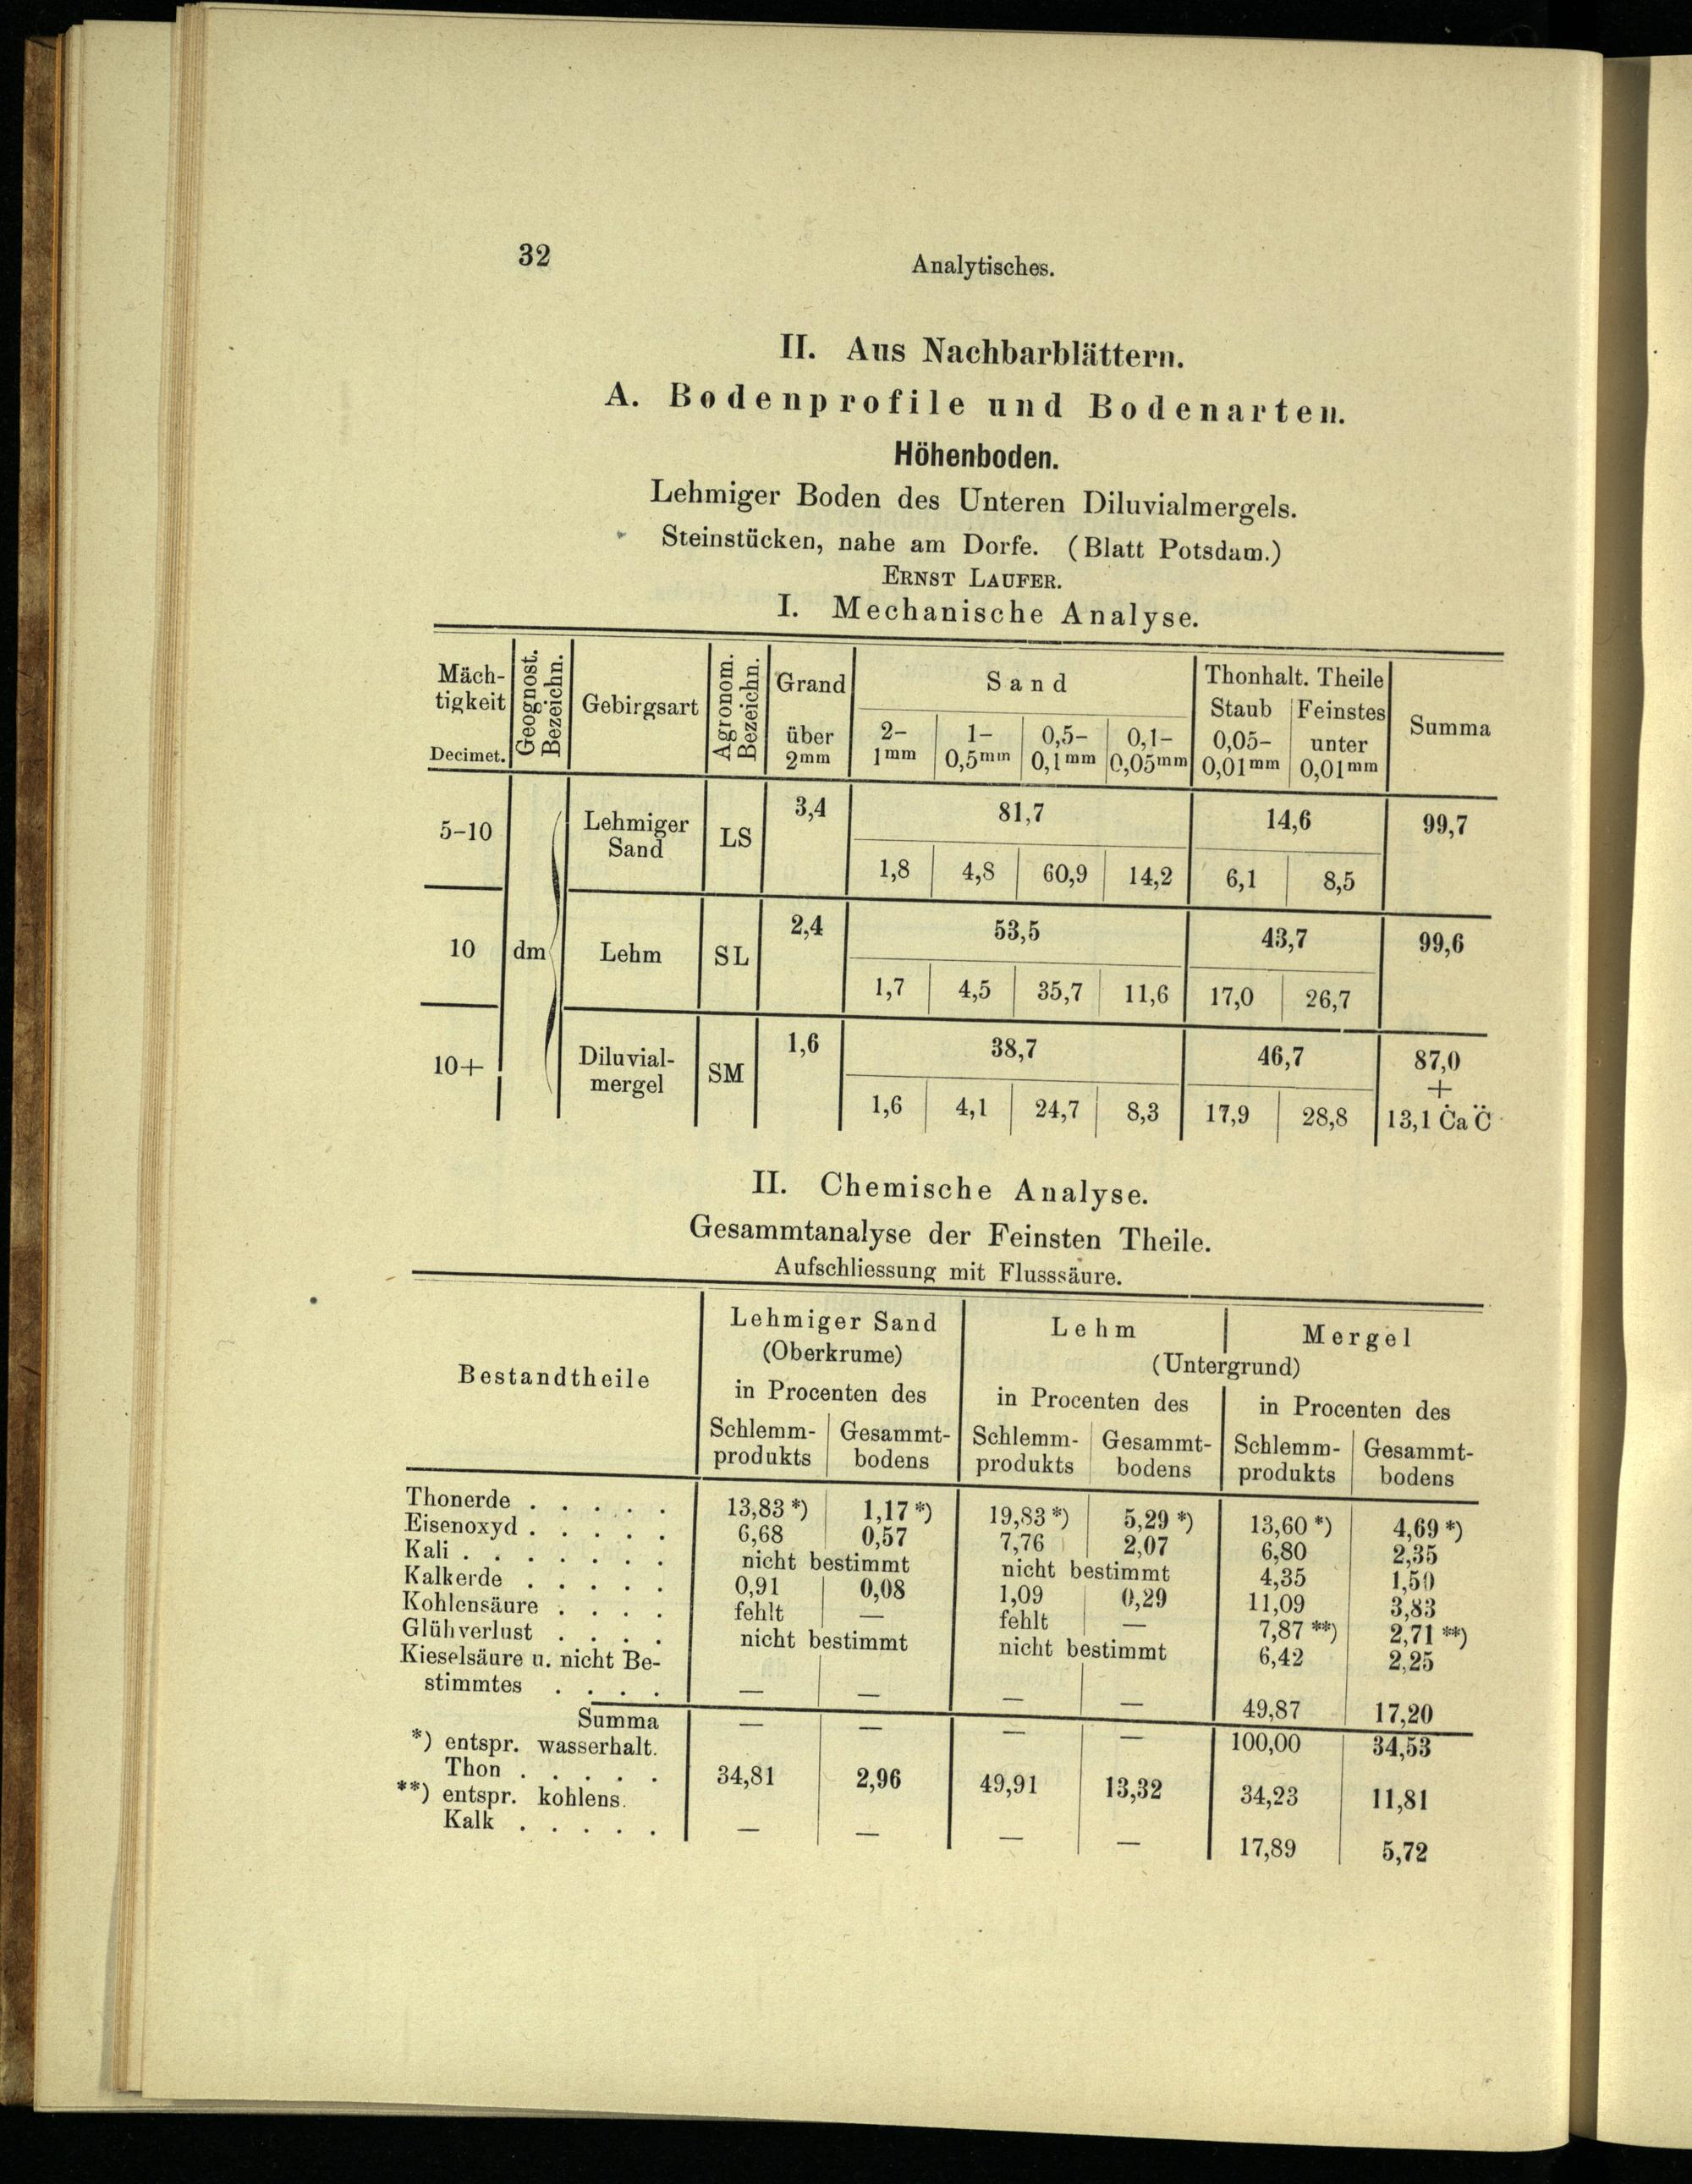 32
Analytisches.
II. Aus Nachbarblättern.
A. Bodenprofile und Bodenarten.
Höhenboden.
Lehmiger Boden des Unteren Diluvialmergels.
Steinstücken, nahe am Dorfe. (Blatt Potsdam.)
ERNST LAUFER.
I. Mechanische Analyse.
Mäch-
tigkeit
Decimet.
Geognost.
Bezeichn.
Gebirgsart
Agronom.
Bezeichn.
Grand
über
2mm
Sand
2-
1mm
1-
0,5mm
0,5-
0,1mm
0,1-
0,05mm
Thonhalt. Theile
Staub
0,05-
0,01mm
Feinstes
unter
0,01mm
Summa
5-10 Lehmiger Sand LS 3,4 81,7 14,6 99,7
1,8 4,8 60,9 14,2 6,1 8,5
10 dm Lehm SL 2,4 53,5 43,7 99,6
1,7 4,5 35,7 11,6 17,0 26,7
10+ Diluvial-mergel SM 1,6 38,7 46,7 87,0
+
1,6 4,1 24,7 8,3 17,9 28,8 13,1 Ċa C̈
II. Chemische Analyse.
Gesammtanalyse der Feinsten Theile.
Aufschliessung mit Flusssäure.
Bestandtheile
Lehmiger Sand
(Oberkrume)
in Procenten des
Schlemm-
produkts
Gesammt-
bodens
Lehm Mergel
(Untergrund)
in Procenten des
Schlemm-
produkts
Gesammt-
bodens
in Procenten des
Schlemm-
produkts
Gesammt-
bodens
Thonerde . . . . . 13,83 *) 1,17 *) 19,83 *) 5,29 *) 13,60 *) 4,69 *)
Eisenoxyd . . . . . 6,68 0,57 7,76 2,07 6,80 2,35
Kali . . . . . . . nicht bestimmt nicht bestimmt 4,35 1,50
Kalkerde . . . . . 0,91 0,08 1,09 0,29 11,09 3,83
Kohlensäure . . . . fehlt — fehlt — 7,87 **) 2,71 **)
Glühverlust . . . . nicht bestimmt nicht bestimmt 6,42 2,25
Kieselsäure u. nicht Be-
stimmtes . . . . — — — — 49,87 17,20
Summa — — — — 100,00 34,53
*) entspr. wasserhalt.
Thon . . . . . 34,81 2,96 49,91 13,32 34,23 11,81
**) entspr. kohlens.
Kalk . . . . . — — — — 17,89 5,72